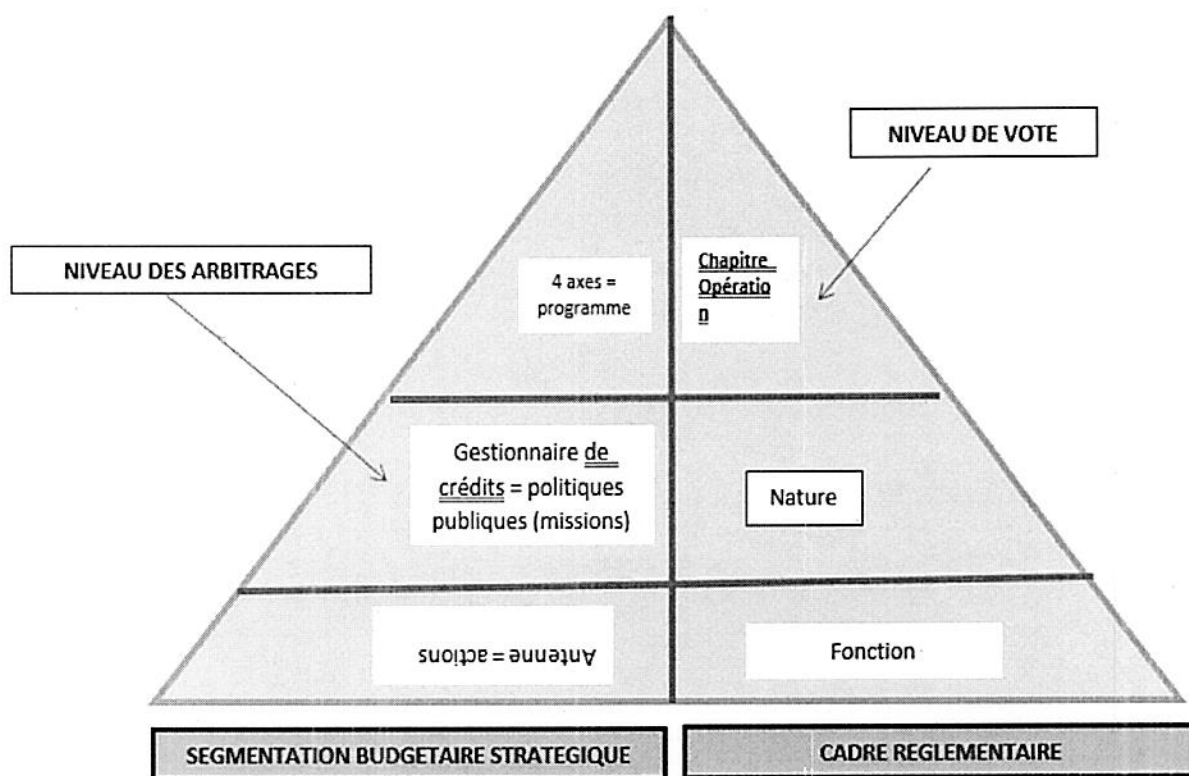 NIVEAU DE VOTE
NIVEAU DES ARBITRAGES
4 axes =
programme
Chapitre
Opératio
n
Gestionnaire de
crédits = politiques
publiques (missions)
Nature
Antenne = actions
Fonction
SEGMENTATION BUDGETAIRE STRATEGIQUE
CADRE REGLEMENTAIRE